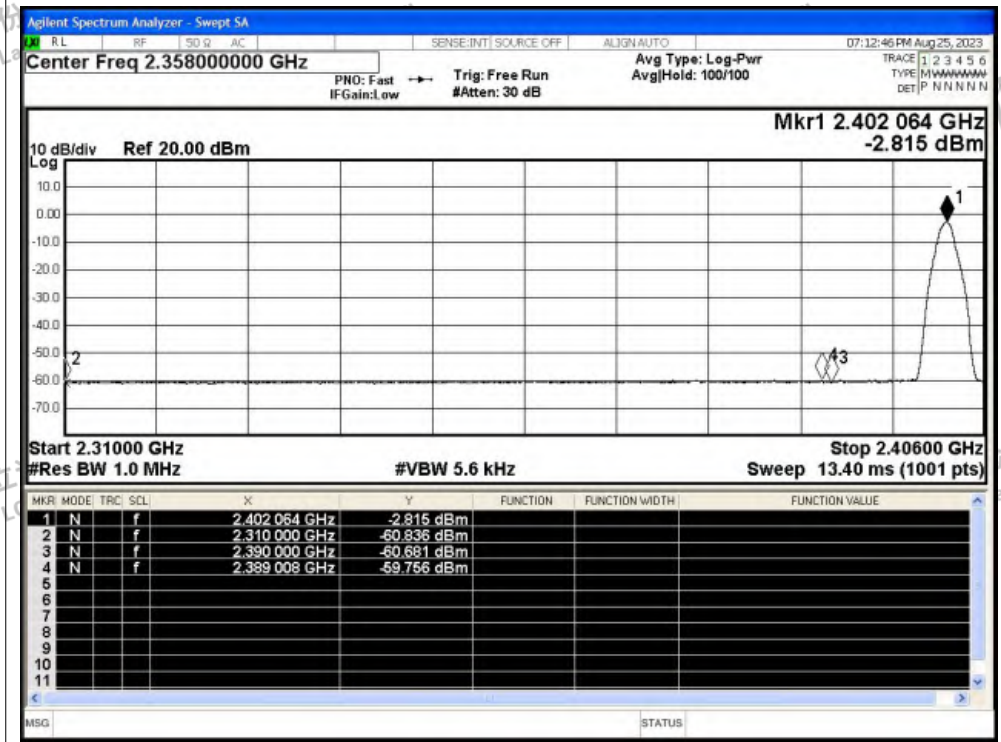 Agilent Spectrum Analyzer - Swept SA
RL RF 50 Ω AC SENSE:INT SOURCE OFF ALIGN AUTO 07:12:46 PM Aug 25, 2023
Center Freq 2.358000000 GHz
PNO: Fast
IFGain:Low
Trig: Free Run
#Atten: 30 dB
Avg Type: Log-Pwr
Avg|Hold: 100/100
TRACE 1 2 3 4 5 6
TYPE MWWWWW
DET P N N N N N
Mkr1 2.402 064 GHz
-2.815 dBm
10 dB/div Ref 20.00 dBm
Log
10.0
0.00
-10.0
-20.0
-30.0
-40.0
-50.0
-60.0
-70.0
1
2
4 3
Start 2.31000 GHz Stop 2.40600 GHz
#Res BW 1.0 MHz #VBW 5.6 kHz Sweep 13.40 ms (1001 pts)
MKR MODE TRC SCL X Y FUNCTION FUNCTION WIDTH FUNCTION VALUE
1 N f 2.402 064 GHz -2.815 dBm
2 N f 2.310 000 GHz -60.836 dBm
3 N f 2.390 000 GHz -60.681 dBm
4 N f 2.389 008 GHz -59.756 dBm
5
6
7
8
9
10
11
MSG STATUS